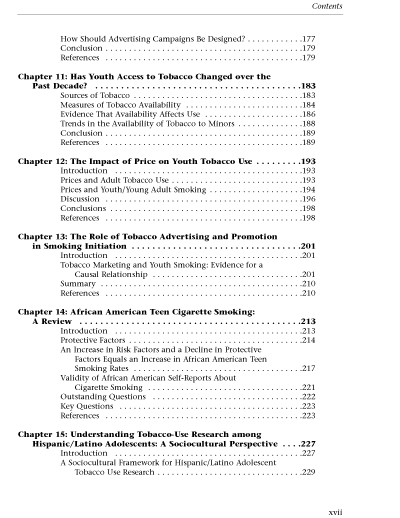 Contents
How Should Advertising Campaigns Be Designed? . . . . . . . . . . . .177
Conclusion . . . . . . . . . . . . . . . . . . . . . . . . . . . . . . . . . . . . . .179
References . . . . . . . . . . . . . . . . . . . . . . . . . . . . . . . . . . . . . .179
Chapter 11: Has Youth Access to Tobacco Changed over the
Past Decade? . . . . . . . . . . . . . . . . . . . . . . . . . . . . . . . . . . . . .183
Sources of Tobacco . . . . . . . . . . . . . . . . . . . . . . . . . . . . . . . .183
Measures of Tobacco Availability . . . . . . . . . . . . . . . . . . . . . .184
Evidence That Availability Affects Use . . . . . . . . . . . . . . . . . .186
Trends in the Availability of Tobacco to Minors . . . . . . . . . . . .188
Conclusion . . . . . . . . . . . . . . . . . . . . . . . . . . . . . . . . . . . . . .189
References . . . . . . . . . . . . . . . . . . . . . . . . . . . . . . . . . . . . . .189
Chapter 12: The Impact of Price on Youth Tobacco Use . . . . . . . . .193
Introduction . . . . . . . . . . . . . . . . . . . . . . . . . . . . . . . . . . . . .193
Prices and Adult Tobacco Use . . . . . . . . . . . . . . . . . . . . . . . . .193
Prices and Youth/Young Adult Smoking . . . . . . . . . . . . . . . . . .194
Discussion . . . . . . . . . . . . . . . . . . . . . . . . . . . . . . . . . . . . . .196
Conclusions . . . . . . . . . . . . . . . . . . . . . . . . . . . . . . . . . . . . .198
References . . . . . . . . . . . . . . . . . . . . . . . . . . . . . . . . . . . . . .198
Chapter 13: The Role of Tobacco Advertising and Promotion
in Smoking Initiation . . . . . . . . . . . . . . . . . . . . . . . . . . . . . . . .201
Introduction . . . . . . . . . . . . . . . . . . . . . . . . . . . . . . . . . . . . .201
Tobacco Marketing and Youth Smoking: Evidence for a
Causal Relationship . . . . . . . . . . . . . . . . . . . . . . . . . . . . .201
Summary . . . . . . . . . . . . . . . . . . . . . . . . . . . . . . . . . . . . . . .210
References . . . . . . . . . . . . . . . . . . . . . . . . . . . . . . . . . . . . . .210
Chapter 14: African American Teen Cigarette Smoking:
A Review . . . . . . . . . . . . . . . . . . . . . . . . . . . . . . . . . . . . . . . .213
Introduction . . . . . . . . . . . . . . . . . . . . . . . . . . . . . . . . . . . . .213
Protective Factors . . . . . . . . . . . . . . . . . . . . . . . . . . . . . . . . .214
An Increase in Risk Factors and a Decline in Protective
Factors Equals an Increase in African American Teen
Smoking Rates . . . . . . . . . . . . . . . . . . . . . . . . . . . . . . . . .217
Validity of African American Self-Reports About
Cigarette Smoking . . . . . . . . . . . . . . . . . . . . . . . . . . . . . .221
Outstanding Questions . . . . . . . . . . . . . . . . . . . . . . . . . . . . .222
Key Questions . . . . . . . . . . . . . . . . . . . . . . . . . . . . . . . . . . .223
References . . . . . . . . . . . . . . . . . . . . . . . . . . . . . . . . . . . . . .223
Chapter 15: Understanding Tobacco-Use Research among
Hispanic/Latino Adolescents: A Sociocultural Perspective . . . .227
Introduction . . . . . . . . . . . . . . . . . . . . . . . . . . . . . . . . . . . . .227
A Sociocultural Framework for Hispanic/Latino Adolescent
Tobacco Use Research . . . . . . . . . . . . . . . . . . . . . . . . . . . .229
xvii